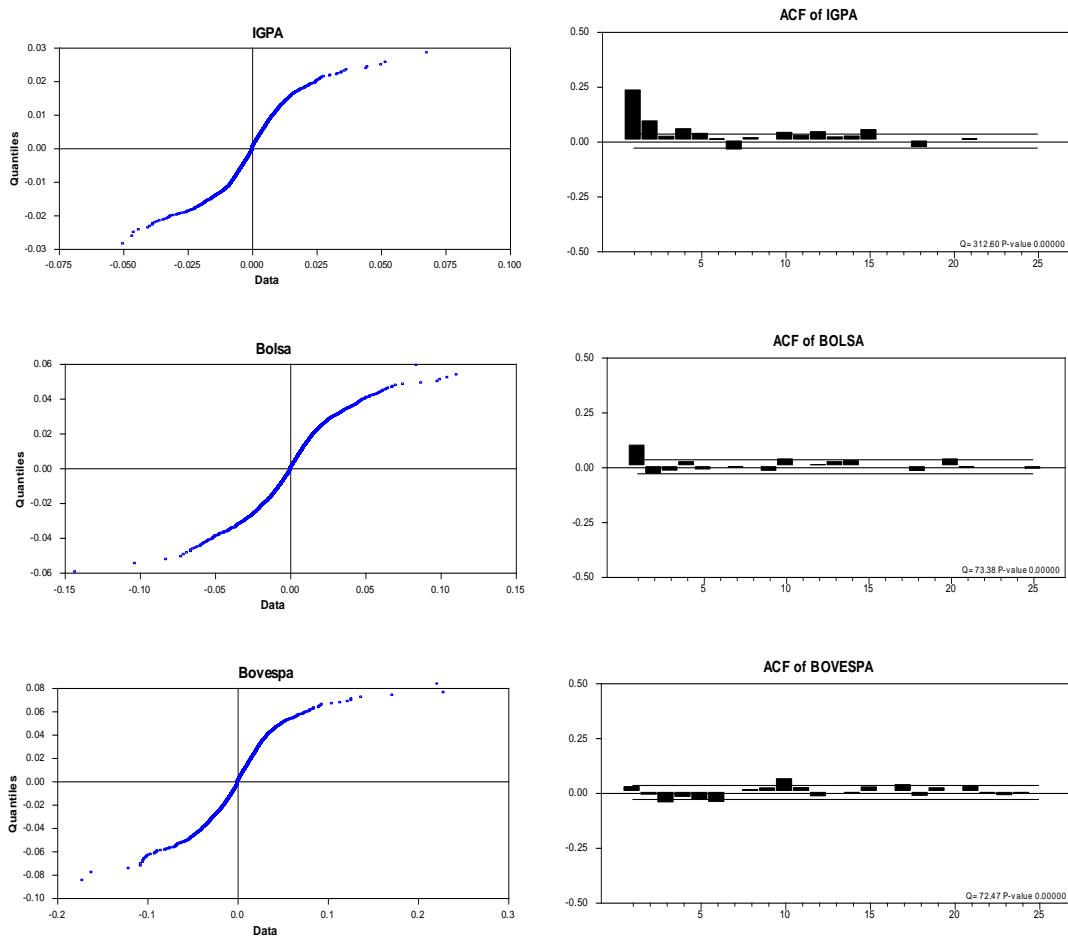 IGPA
0.03
0.02
0.01
0.00
-0.01
-0.02
-0.03
Quantiles
-0.075 -0.050 -0.025 0.000 0.025 0.050 0.075 0.100
Data
ACF of IGPA
0.50
0.25
0.00
-0.25
-0.50
Q= 312.60 P-value 0.00000
5 10 15 20 25
Bolsa
0.06
0.04
0.02
0.00
-0.02
-0.04
-0.06
Quantiles
-0.15 -0.10 -0.05 0.00 0.05 0.10 0.15
Data
ACF of BOLSA
0.50
0.25
0.00
-0.25
-0.50
Q= 73.38 P-value 0.00000
5 10 15 20 25
Bovespa
0.08
0.06
0.04
0.02
0.00
-0.02
-0.04
-0.06
-0.08
-0.10
Quantiles
-0.2 -0.1 0.0 0.1 0.2 0.3
Data
ACF of BOVESPA
0.50
0.25
0.00
-0.25
-0.50
Q= 72.47 P-value 0.00000
5 10 15 20 25